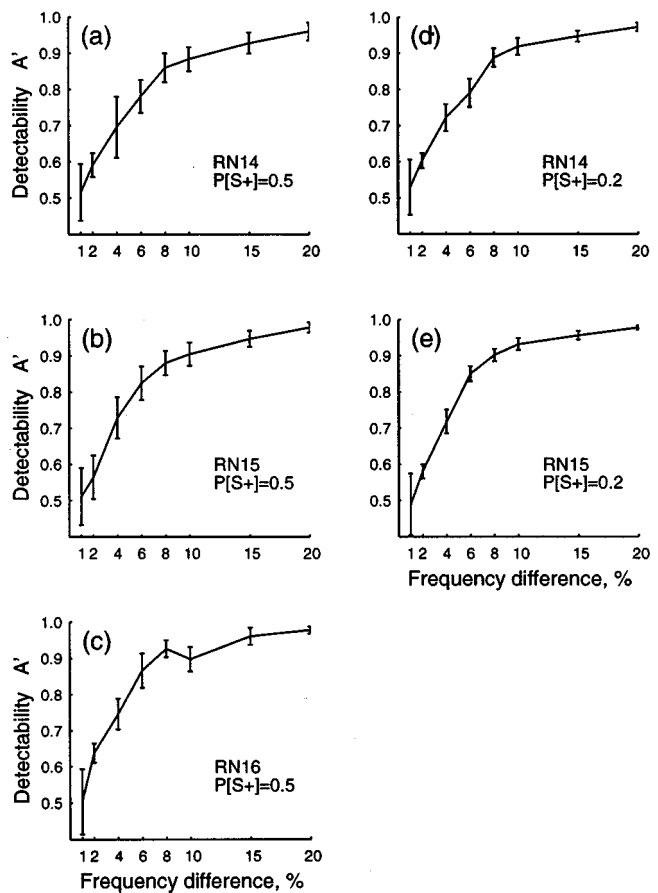 (a)
Detectability A'
1.0
0.9
0.8
0.7
0.6
0.5
RN14
P[S+]=0.5
1 2 4 6 8 10 15 20
(d)
1.0
0.9
0.8
0.7
0.6
0.5
RN14
P[S+]=0.2
1 2 4 6 8 10 15 20
(b)
Detectability A'
1.0
0.9
0.8
0.7
0.6
0.5
RN15
P[S+]=0.5
1 2 4 6 8 10 15 20
(e)
1.0
0.9
0.8
0.7
0.6
0.5
RN15
P[S+]=0.2
1 2 4 6 8 10 15 20
Frequency difference, %
(c)
Detectability A'
1.0
0.9
0.8
0.7
0.6
0.5
RN16
P[S+]=0.5
1 2 4 6 8 10 15 20
Frequency difference, %